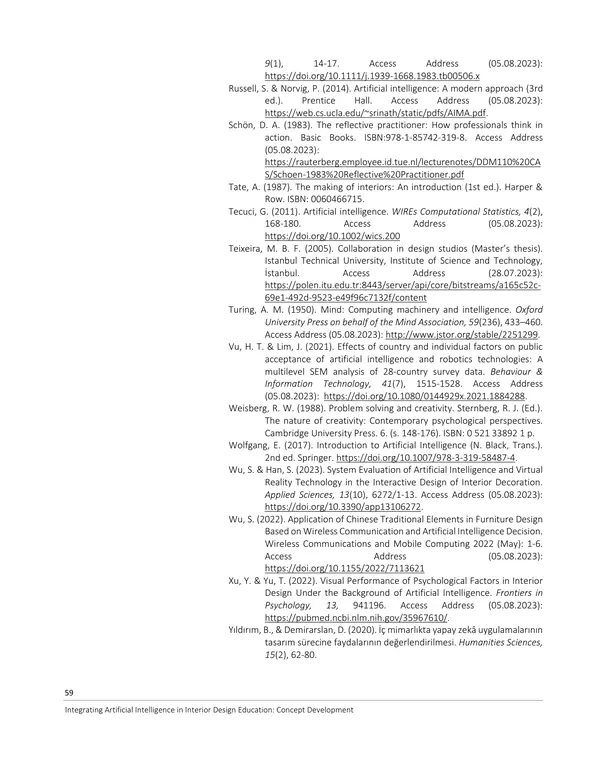 9(1), 14-17. Access Address (05.08.2023):
https://doi.org/10.1111/j.1939-1668.1983.tb00506.x
Russell, S. & Norvig, P. (2014). Artificial intelligence: A modern approach (3rd
ed.). Prentice Hall. Access Address (05.08.2023):
https://web.cs.ucla.edu/~srinath/static/pdfs/AIMA.pdf.
Schön, D. A. (1983). The reflective practitioner: How professionals think in
action. Basic Books. ISBN:978-1-85742-319-8. Access Address
(05.08.2023):
https://rauterberg.employee.id.tue.nl/lecturenotes/DDM110%20CA
S/Schoen-1983%20Reflective%20Practitioner.pdf
Tate, A. (1987). The making of interiors: An introduction (1st ed.). Harper &
Row. ISBN: 0060466715.
Tecuci, G. (2011). Artificial intelligence. WIREs Computational Statistics, 4(2),
168-180. Access Address (05.08.2023):
https://doi.org/10.1002/wics.200
Teixeira, M. B. F. (2005). Collaboration in design studios (Master's thesis).
Istanbul Technical University, Institute of Science and Technology,
İstanbul. Access Address (28.07.2023):
https://polen.itu.edu.tr:8443/server/api/core/bitstreams/a165c52c-
69e1-492d-9523-e49f96c7132f/content
Turing, A. M. (1950). Mind: Computing machinery and intelligence. Oxford
University Press on behalf of the Mind Association, 59(236), 433–460.
Access Address (05.08.2023): http://www.jstor.org/stable/2251299.
Vu, H. T. & Lim, J. (2021). Effects of country and individual factors on public
acceptance of artificial intelligence and robotics technologies: A
multilevel SEM analysis of 28-country survey data. Behaviour &
Information Technology, 41(7), 1515-1528. Access Address
(05.08.2023): https://doi.org/10.1080/0144929x.2021.1884288.
Weisberg, R. W. (1988). Problem solving and creativity. Sternberg, R. J. (Ed.).
The nature of creativity: Contemporary psychological perspectives.
Cambridge University Press. 6. (s. 148-176). ISBN: 0 521 33892 1 p.
Wolfgang, E. (2017). Introduction to Artificial Intelligence (N. Black, Trans.).
2nd ed. Springer. https://doi.org/10.1007/978-3-319-58487-4.
Wu, S. & Han, S. (2023). System Evaluation of Artificial Intelligence and Virtual
Reality Technology in the Interactive Design of Interior Decoration.
Applied Sciences, 13(10), 6272/1-13. Access Address (05.08.2023):
https://doi.org/10.3390/app13106272.
Wu, S. (2022). Application of Chinese Traditional Elements in Furniture Design
Based on Wireless Communication and Artificial Intelligence Decision.
Wireless Communications and Mobile Computing 2022 (May): 1-6.
Access Address (05.08.2023):
https://doi.org/10.1155/2022/7113621
Xu, Y. & Yu, T. (2022). Visual Performance of Psychological Factors in Interior
Design Under the Background of Artificial Intelligence. Frontiers in
Psychology, 13, 941196. Access Address (05.08.2023):
https://pubmed.ncbi.nlm.nih.gov/35967610/.
Yıldırım, B., & Demirarslan, D. (2020). İç mimarlıkta yapay zekâ uygulamalarının
tasarım sürecine faydalarının değerlendirilmesi. Humanities Sciences,
15(2), 62-80.
59
Integrating Artificial Intelligence in Interior Design Education: Concept Development